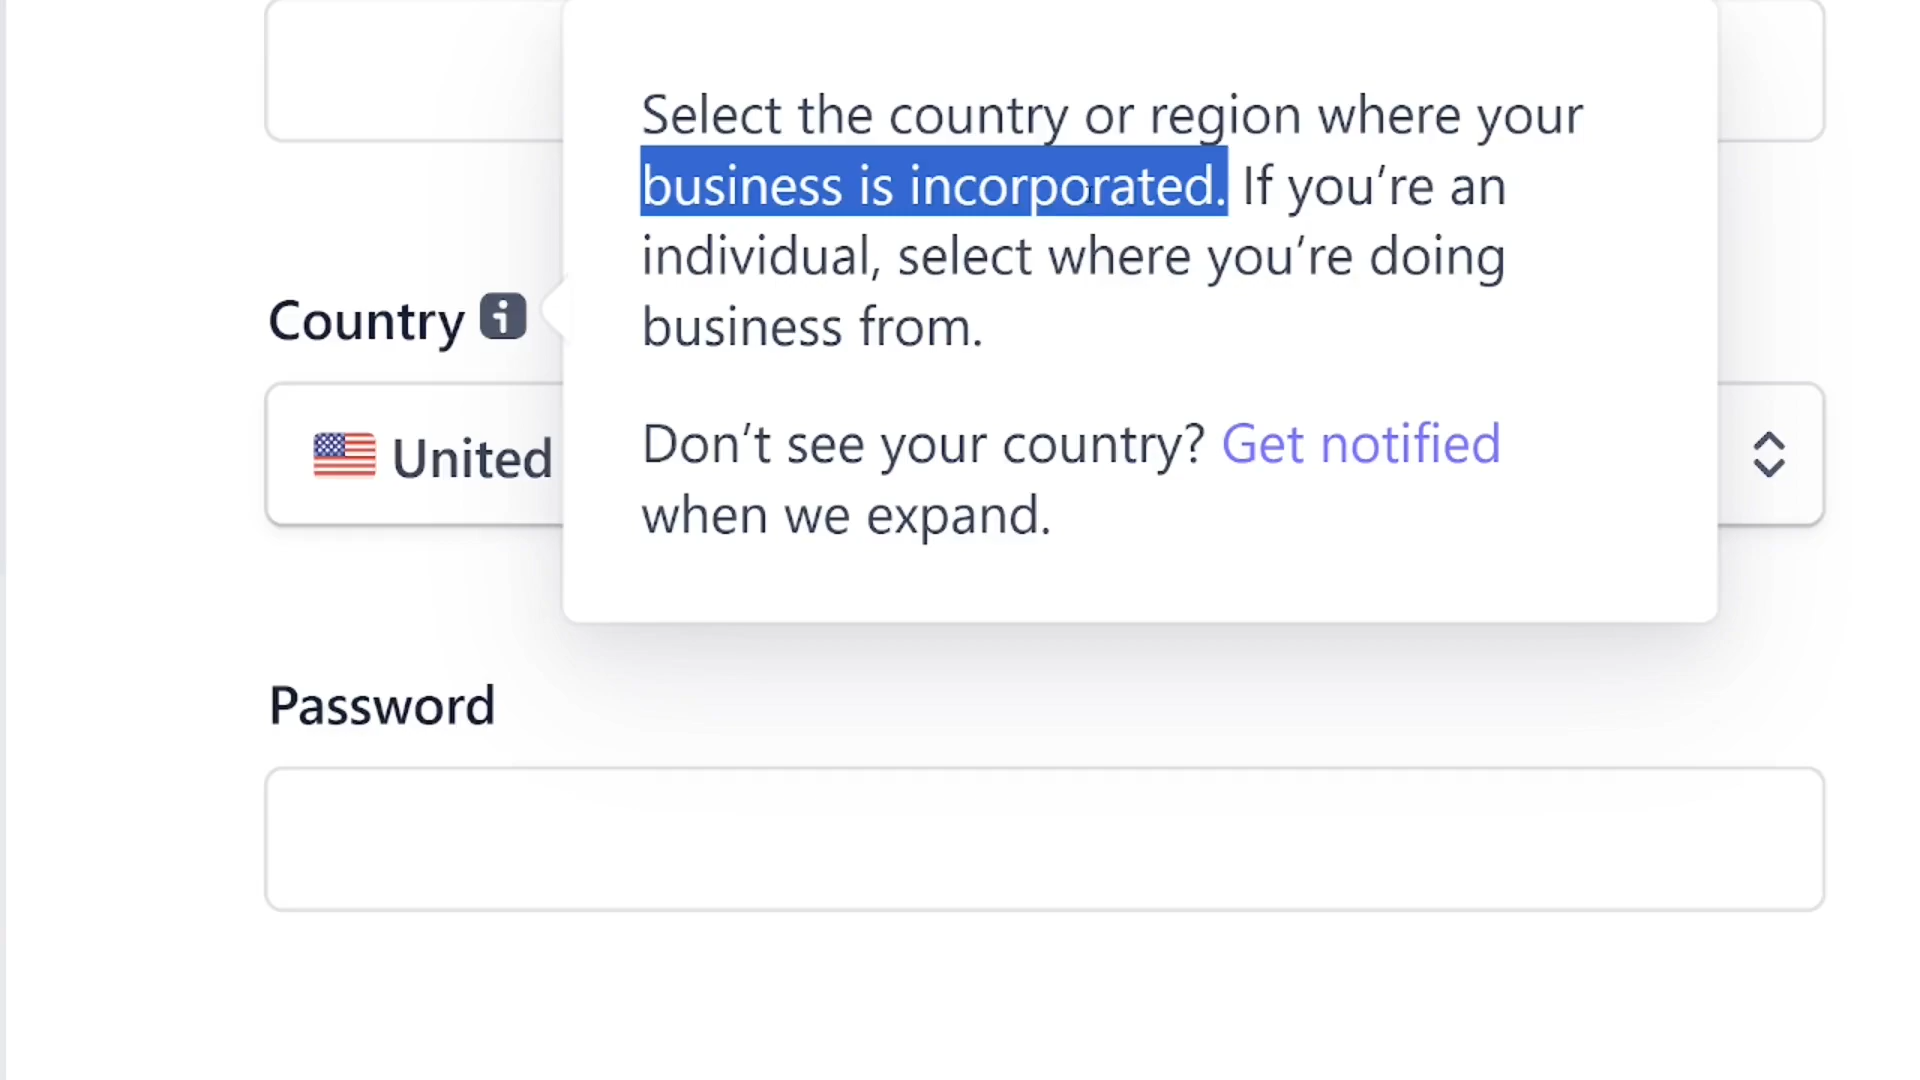 Select the country or region where your
business is incorporated. If you’re an
individual, select where you’re doing
business from.
Don’t see your country? Get notified
when we expand.
Country
United
Password